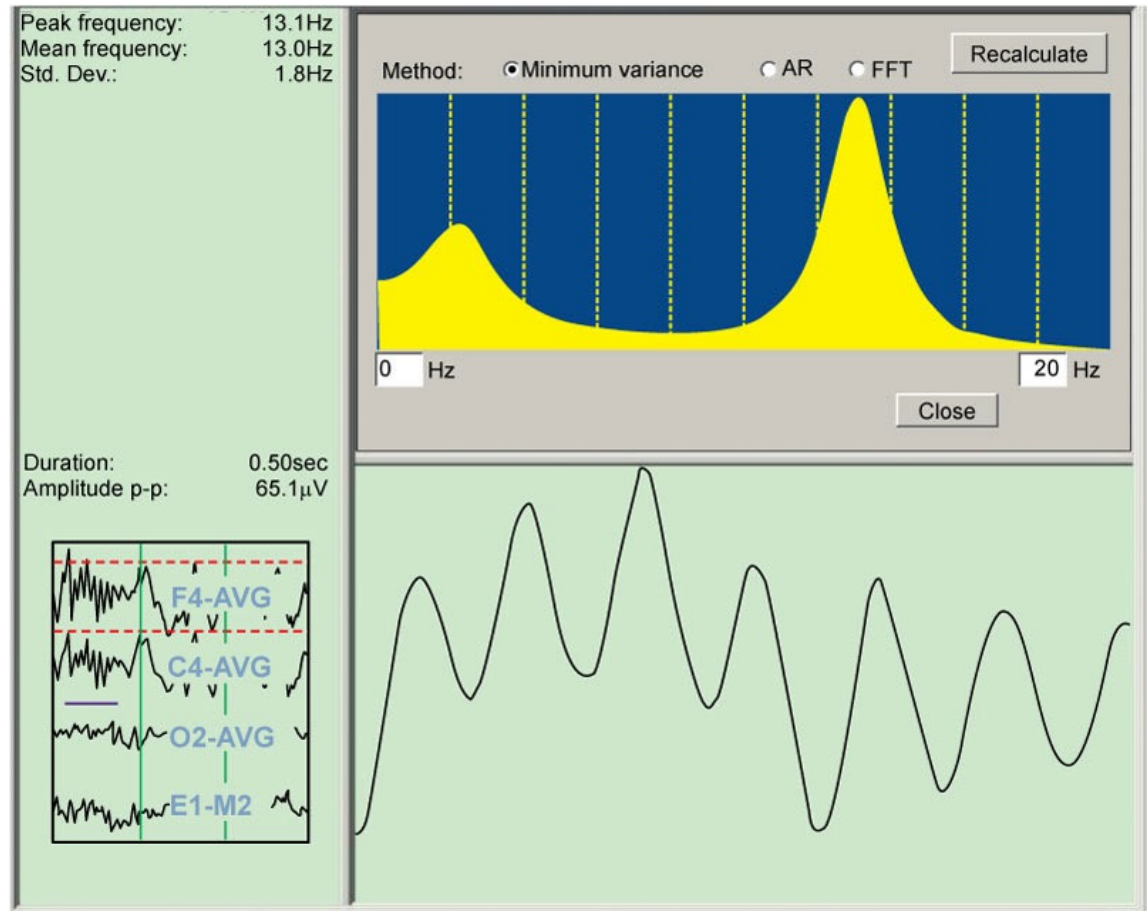 Peak frequency: 13.1Hz
Mean frequency: 13.0Hz
Std. Dev.: 1.8Hz
Method: Minimum variance AR FFT Recalculate
0 Hz 20 Hz
Close
Duration: 0.50sec
Amplitude p-p: 65.1μV
F4-AVG
C4-AVG
O2-AVG
E1-M2